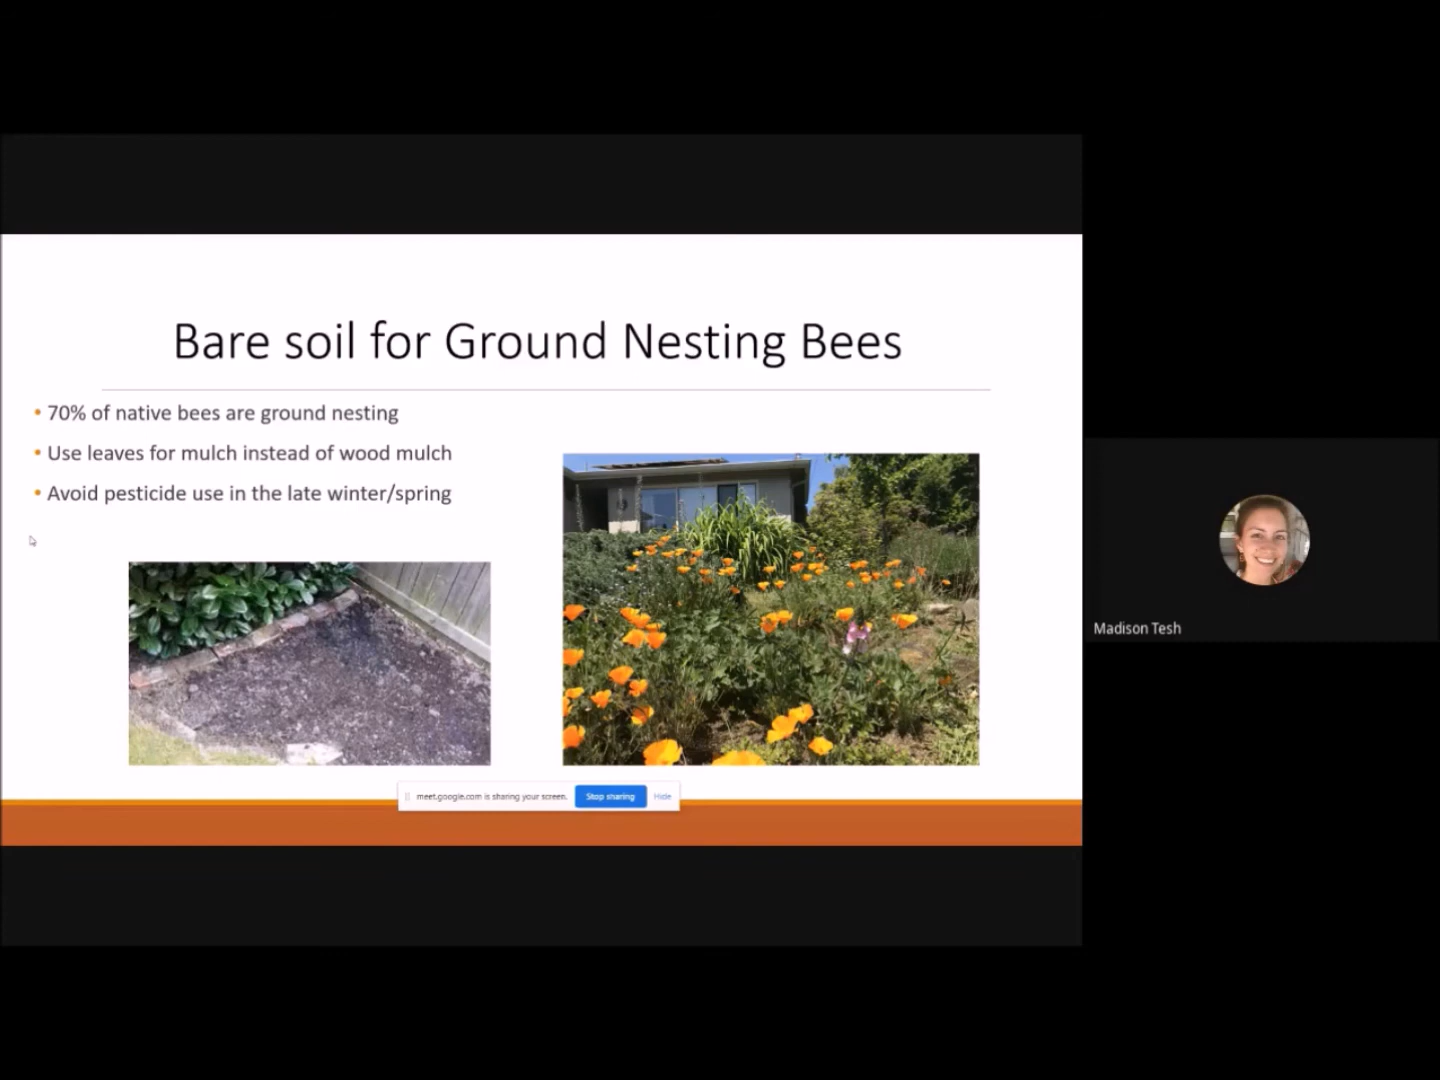 Bare soil for Ground Nesting Bees
• 70% of native bees are ground nesting
• Use leaves for mulch instead of wood mulch
• Avoid pesticide use in the late winter/spring
meet.google.com is sharing your screen. Stop sharing Hide
Madison Tesh